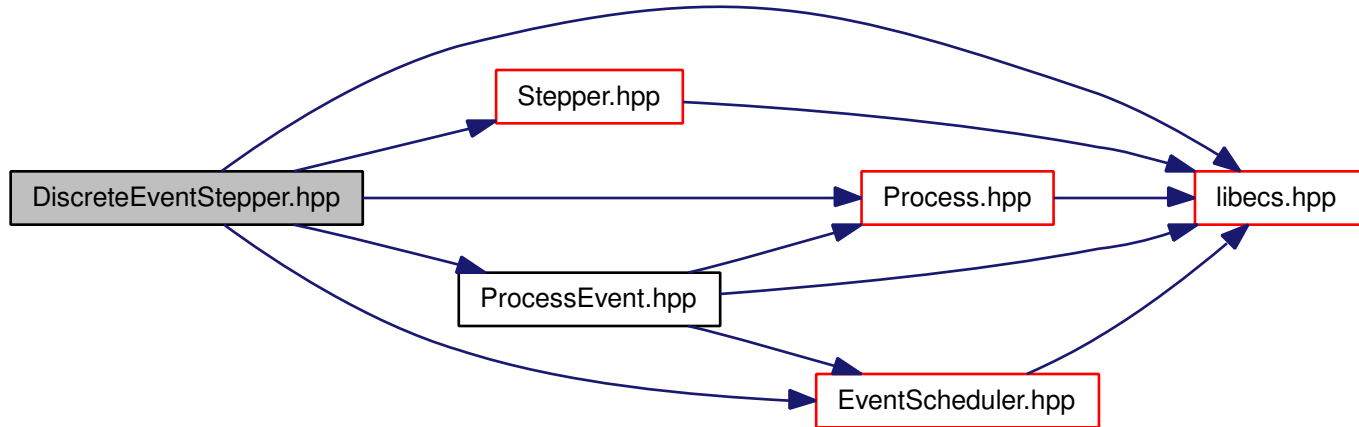 Stepper.hpp
DiscreteEventStepper.hpp
Process.hpp
libecs.hpp
ProcessEvent.hpp
EventScheduler.hpp